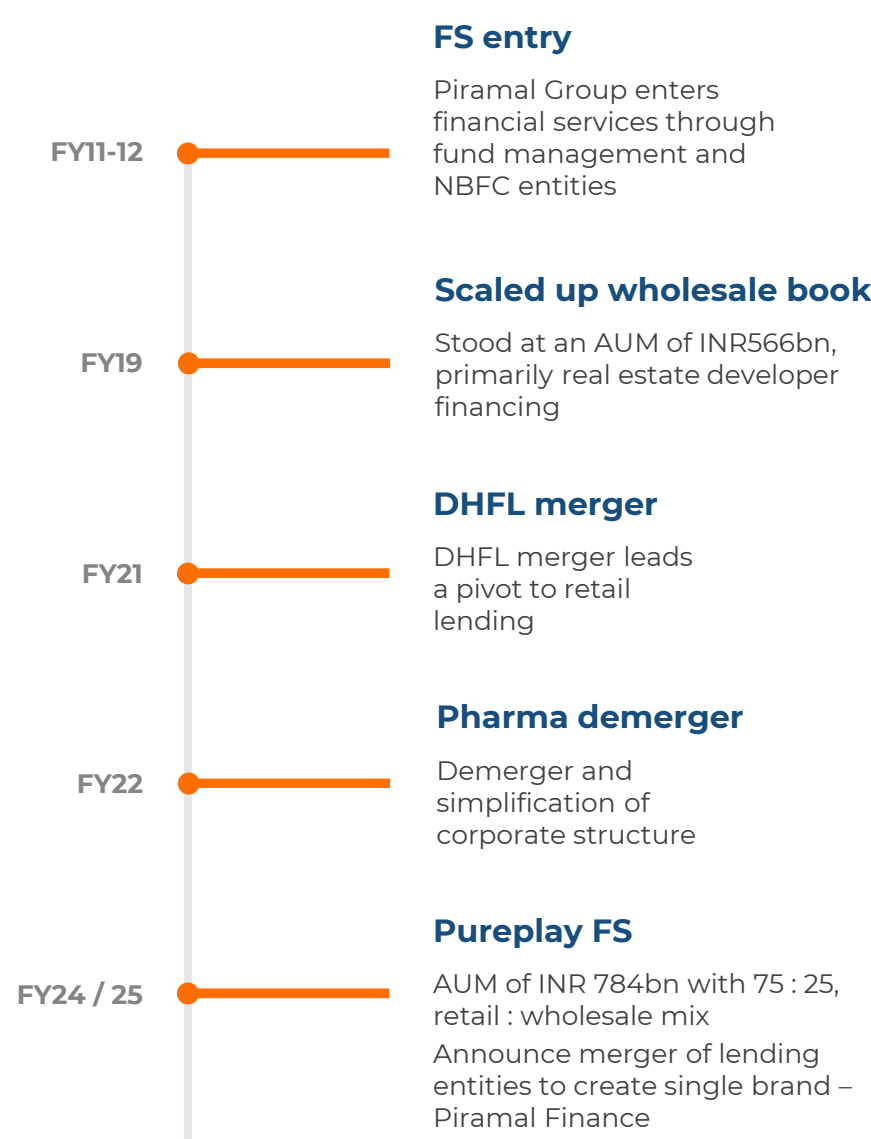 FS entry
Piramal Group enters
financial services through
fund management and
NBFC entities
FY11-12
Scaled up wholesale book
Stood at an AUM of INR566bn,
primarily real estate developer
financing
FY19
DHFL merger
DHFL merger leads
a pivot to retail
lending
FY21
Pharma demerger
Demerger and
simplification of
corporate structure
FY22
Pureplay FS
AUM of INR 784bn with 75 : 25,
retail : wholesale mix
Announce merger of lending
entities to create single brand –
Piramal Finance
FY24 / 25